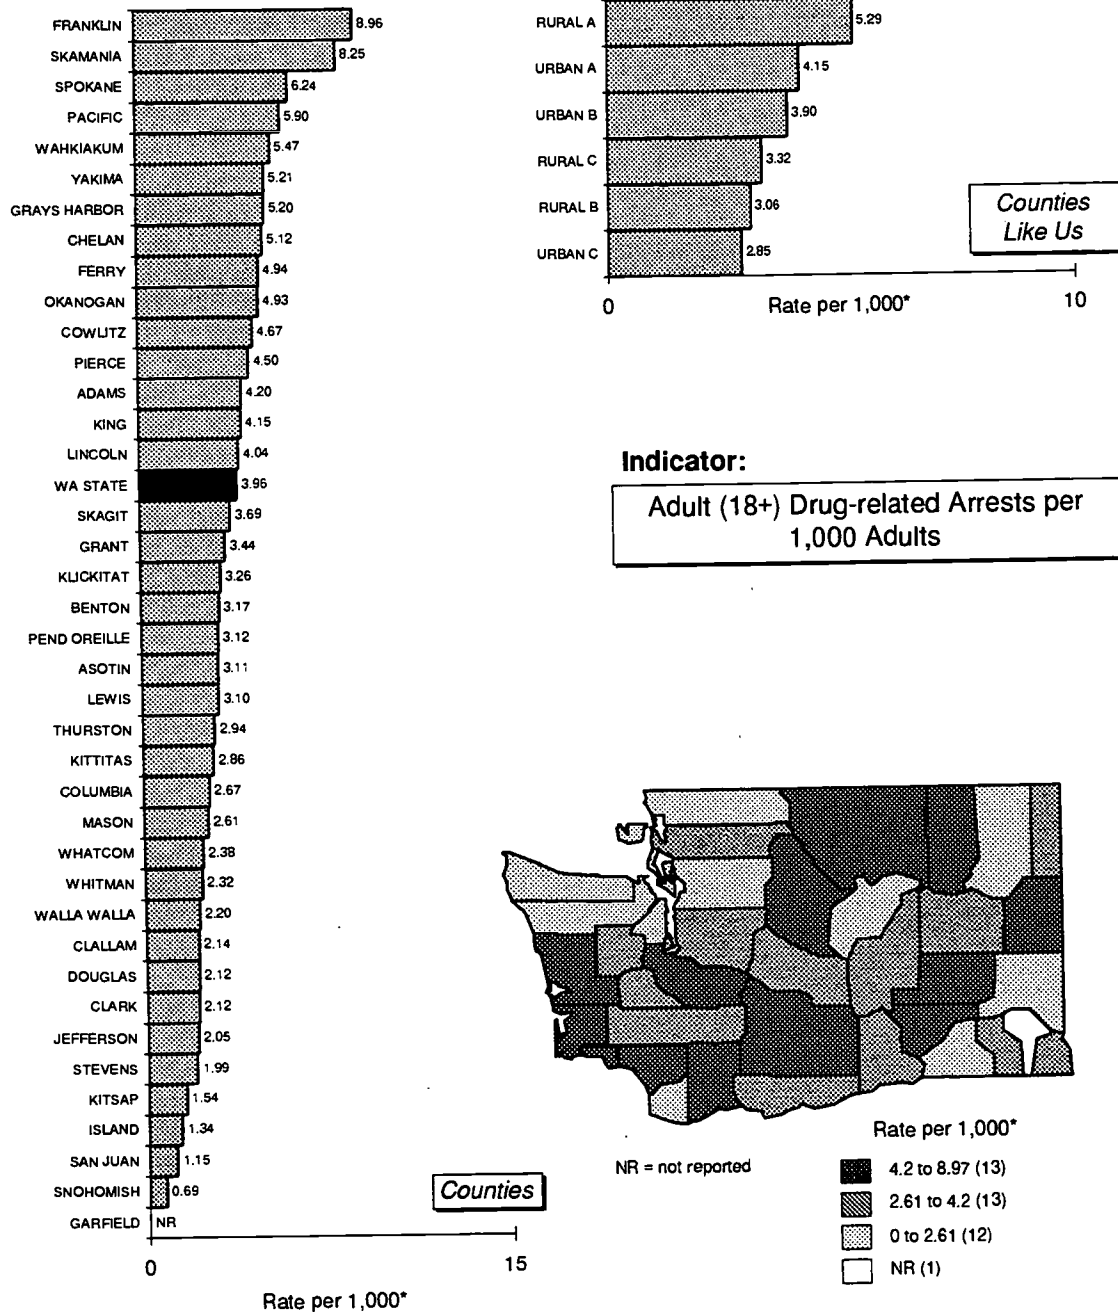 FRANKLIN 8.96
SKAMANIA 8.25
SPOKANE 6.24
PACIFIC 5.90
WAHKIAKUM 5.47
YAKIMA 5.21
GRAYS HARBOR 5.20
CHELAN 5.12
FERRY 4.94
OKANOGAN 4.93
COWLITZ 4.67
PIERCE 4.50
ADAMS 4.20
KING 4.15
LINCOLN 4.04
WA STATE 3.96
SKAGIT 3.69
GRANT 3.44
KLICKITAT 3.26
BENTON 3.17
PEND OREILLE 3.12
ASOTIN 3.11
LEWIS 3.10
THURSTON 2.94
KITTITAS 2.86
COLUMBIA 2.67
MASON 2.61
WHATCOM 2.38
WHITMAN 2.32
WALLA WALLA 2.20
CLALLAM 2.14
DOUGLAS 2.12
CLARK 2.12
JEFFERSON 2.05
STEVENS 1.99
KITSAP 1.54
ISLAND 1.34
SAN JUAN 1.15
SNOHOMISH 0.69
GARFIELD NR
0 15
Rate per 1,000*
Counties
RURAL A 5.29
URBAN A 4.15
URBAN B 3.90
RURAL C 3.32
RURAL B 3.06
URBAN C 2.85
0 10
Rate per 1,000*
Counties
Like Us
Indicator:
Adult (18+) Drug-related Arrests per
1,000 Adults
NR = not reported
Rate per 1,000*
4.2 to 8.97 (13)
2.61 to 4.2 (13)
0 to 2.61 (12)
NR (1)